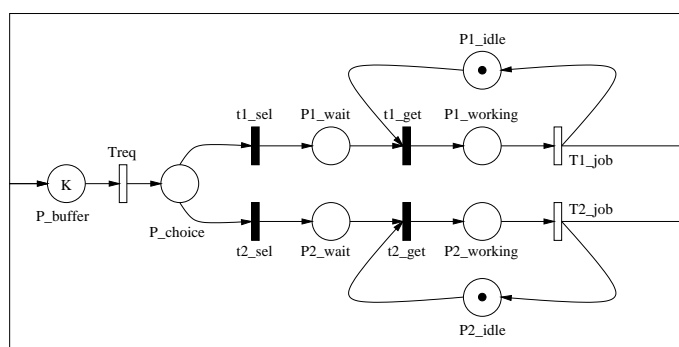 P1_idle
t1_sel
P1_wait
t1_get
P1_working
Treq
T1_job
K
P_buffer
P_choice
T2_job
t2_sel
P2_wait
t2_get
P2_working
P2_idle